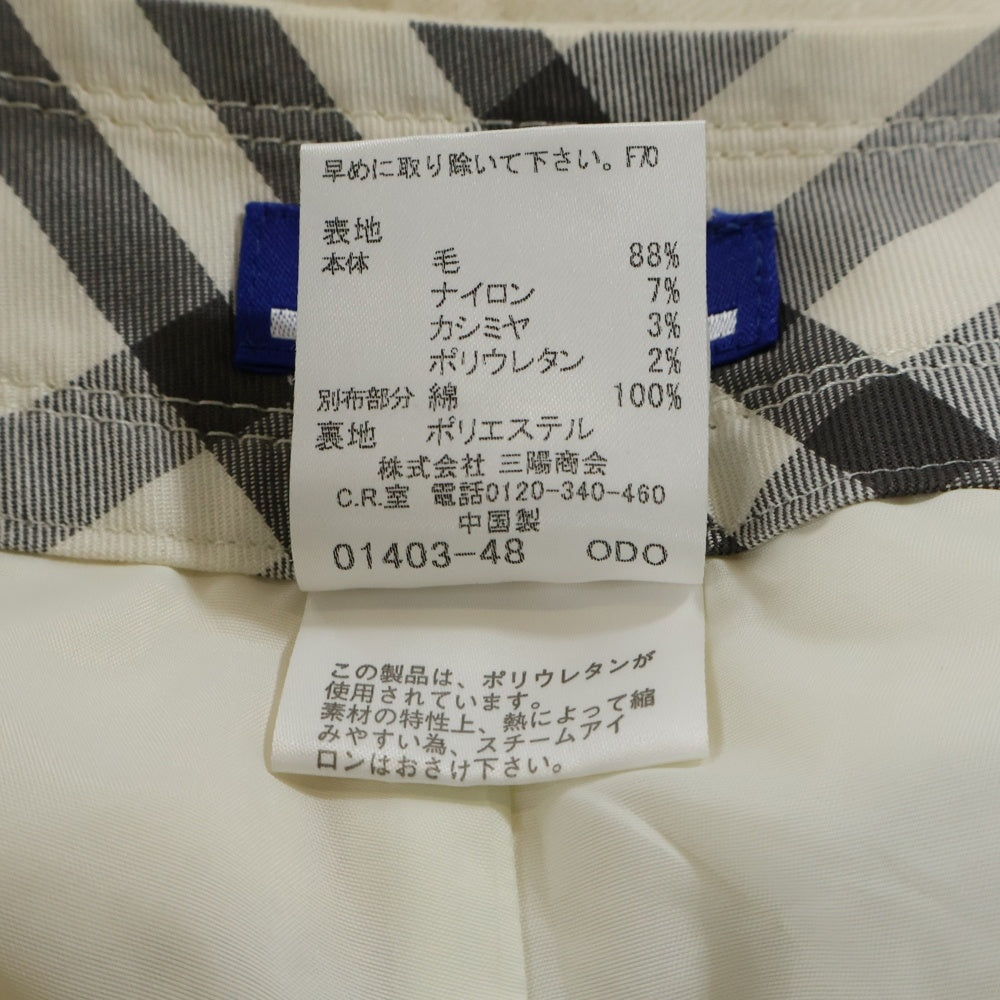 早めに取り除いて下さい。F70
表地
本体 毛 88%
ナイロン 7%
カシミヤ 3%
ポリウレタン 2%
別布部分 綿 100%
裏地 ポリエステル
株式会社 三陽商会
C.R.室 電話0120-340-460
中国製
01403-48 ODO
この製品は、ポリウレタンが
使用されています。
素材の特性上、熱によって縮
みやすい為、スチームアイ
ロンはおさけ下さい。